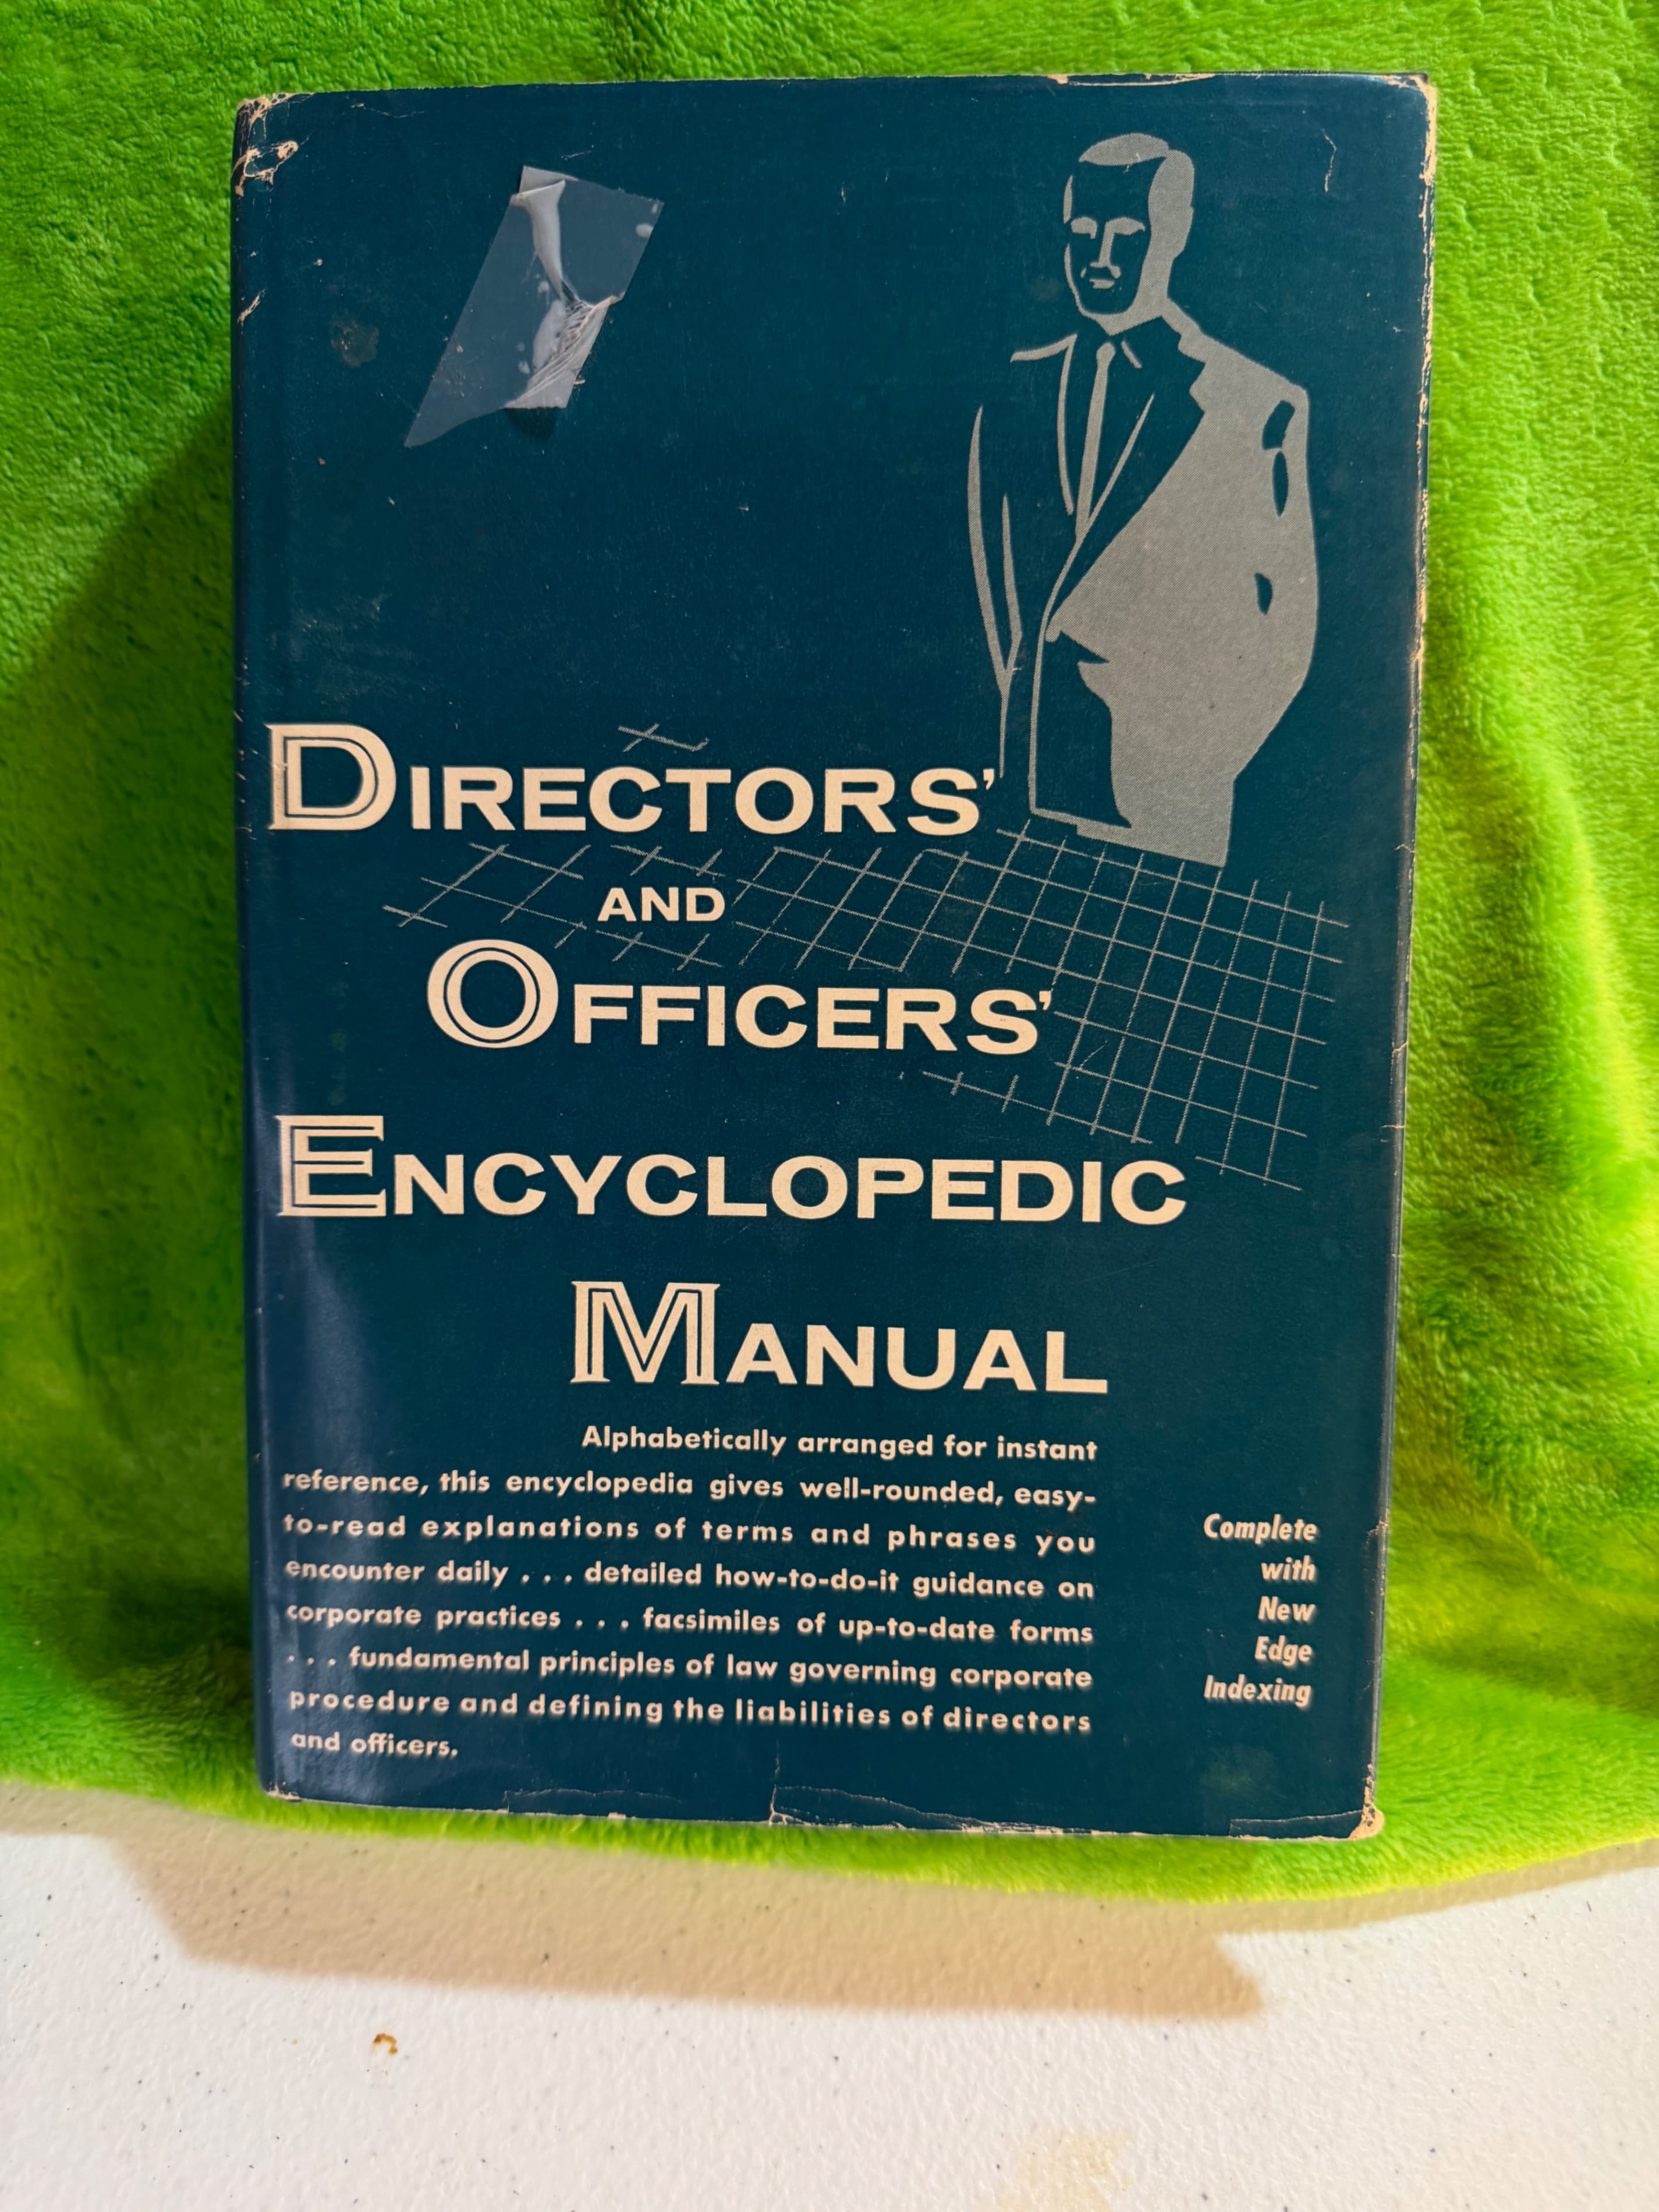 DIRECTORS'
AND
OFFICERS'
ENCYCLOPEDIC
MANUAL
Alphabetically arranged for instant
reference, this encyclopedia gives well-rounded, easy-
to-read explanations of terms and phrases you
encounter daily . . . detailed how-to-do-it guidance on
corporate practices . . . facsimiles of up-to-date forms
. . . fundamental principles of law governing corporate
procedure and defining the liabilities of directors
and officers.
Complete
with
New
Edge
Indexing